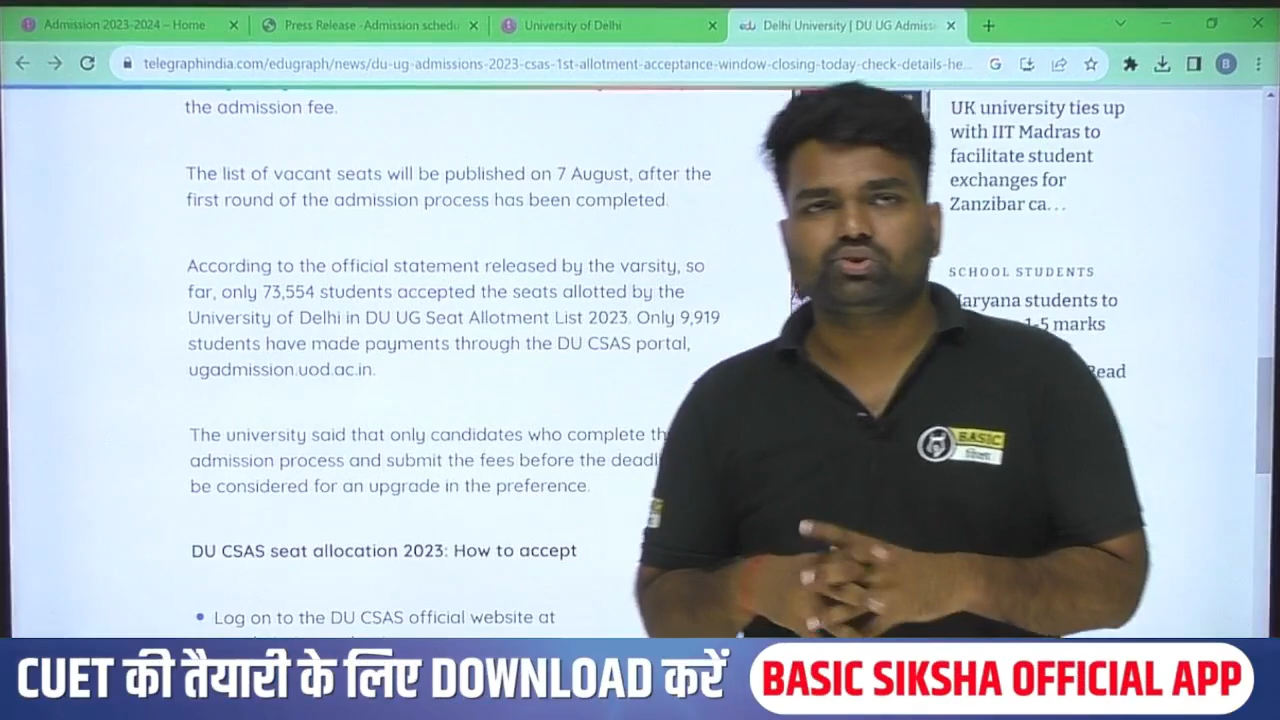 Admission 2023-2024 – Home
Press Release -Admission schedu
University of Delhi
edu Delhi University | DU UG Admiss
telegraphindia.com/edugraph/news/du-ug-admissions-2023-csas-1st-allotment-acceptance-window-closing-today-check-details-he...
G
B
the admission fee.
The list of vacant seats will be published on 7 August, after the
first round of the admission process has been completed.
According to the official statement released by the varsity, so
far, only 73,554 students accepted the seats allotted by the
University of Delhi in DU UG Seat Allotment List 2023. Only 9,919
students have made payments through the DU CSAS portal,
ugadmission.uod.ac.in.
The university said that only candidates who complete th
admission process and submit the fees before the deadl
be considered for an upgrade in the preference.
DU CSAS seat allocation 2023: How to accept
• Log on to the DU CSAS official website at
UK university ties up
with IIT Madras to
facilitate student
exchanges for
Zanzibar ca...
SCHOOL STUDENTS
Haryana students to
1-5 marks
Read
BASIC
CUET की तैयारी के लिए DOWNLOAD करें
BASIC SIKSHA OFFICIAL APP